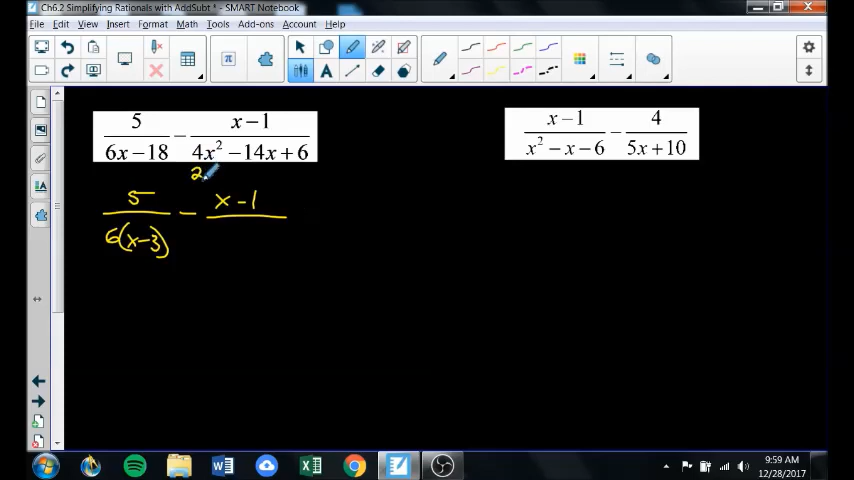 Ch6.2 Simplifying Rationals with AddSubt * - SMART Notebook
File Edit View Insert Format Math Tools Add-ons Help
5 / 6x − 18 − x − 1 / 4x² − 14x + 6
x − 1 / x² − x − 6 − 4 / 5x + 10
2
5 / 6(x − 3) − x − 1
9:59 AM
12/28/2017